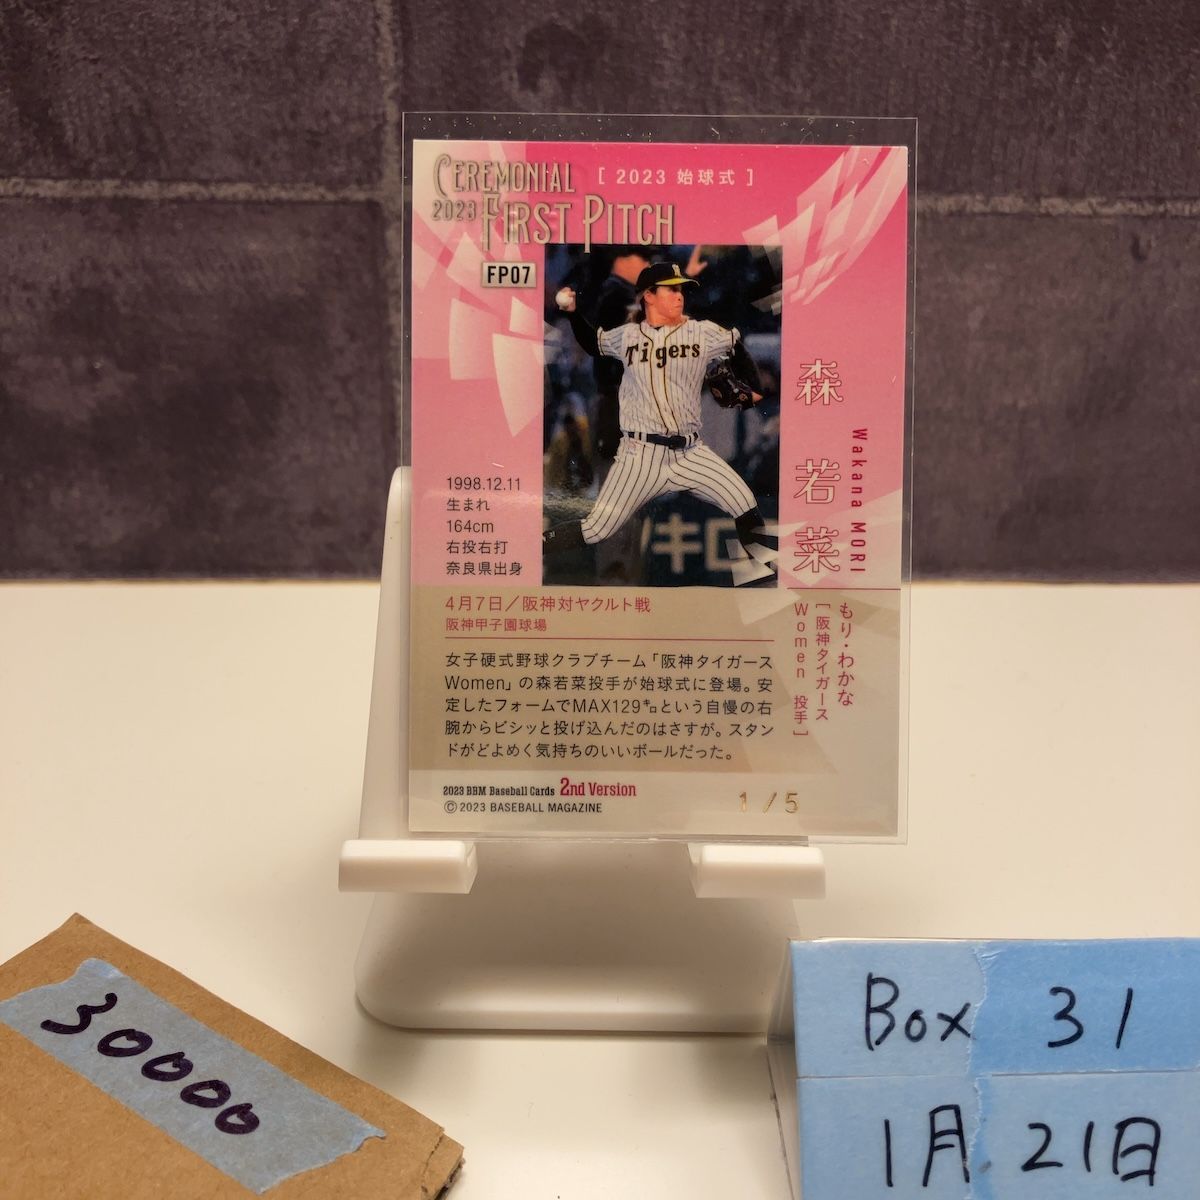 CEREMONIAL
[ 2023 始球式 ]
2023 FIRST PITCH
FP07
Tigers
キロ
森 若菜
Wakana MORI
もり・わかな
[阪神タイガース
Women 投手]
1998.12.11
生まれ
164cm
右投右打
奈良県出身
4月7日／阪神対ヤクルト戦
阪神甲子園球場
女子硬式野球クラブチーム「阪神タイガース
Women」の森若菜投手が始球式に登場。安
定したフォームでMAX129㌔という自慢の右
腕からビシッと投げ込んだのはさすが。スタン
ドがどよめく気持ちのいいボールだった。
2023 BBM Baseball Cards 2nd Version
©2023 BASEBALL MAGAZINE
1/5
30000
Box 31
1月21日